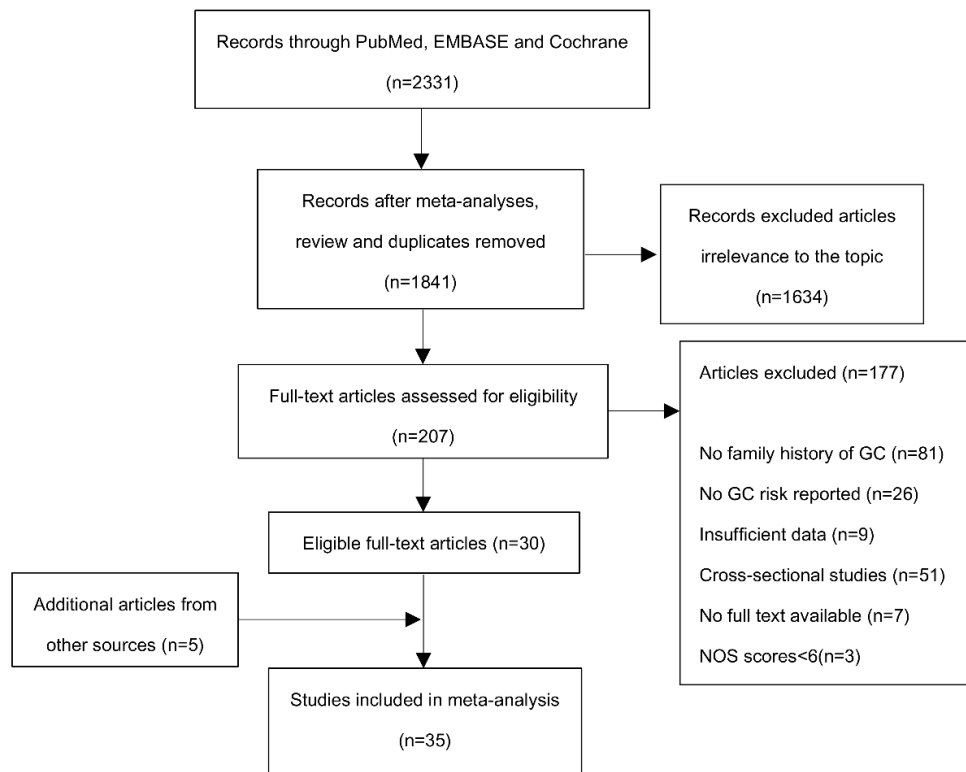 Records through PubMed, EMBASE and Cochrane
(n=2331)
Records after meta-analyses,
review and duplicates removed
(n=1841)
Records excluded articles
irrelevance to the topic
(n=1634)
Full-text articles assessed for eligibility
(n=207)
Articles excluded (n=177)
No family history of GC (n=81)
No GC risk reported (n=26)
Insufficient data (n=9)
Cross-sectional studies (n=51)
No full text available (n=7)
NOS scores<6(n=3)
Eligible full-text articles (n=30)
Additional articles from
other sources (n=5)
Studies included in meta-analysis
(n=35)